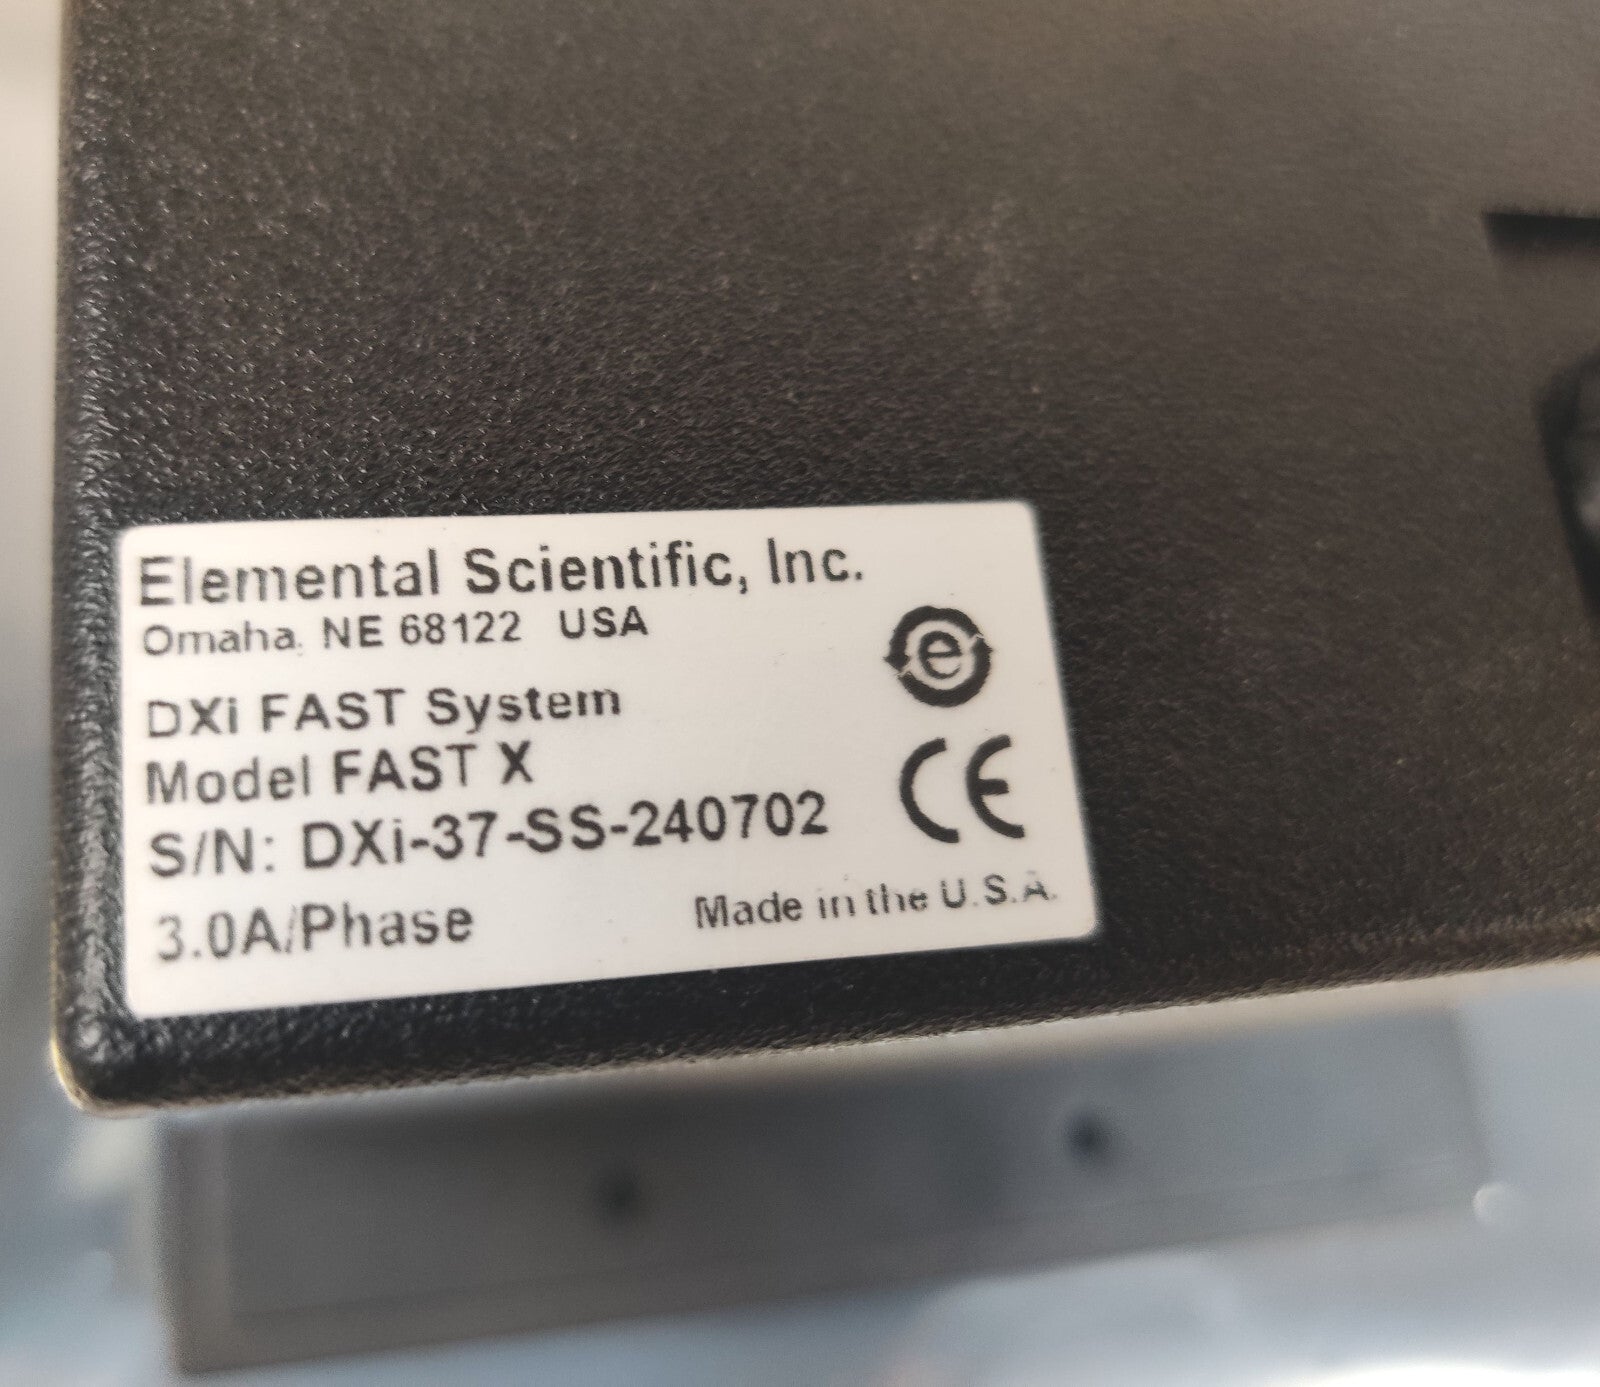 Elemental Scientific, Inc.
Omaha, NE 68122 USA
e
DXi FAST System
Model FAST X
CE
S/N: DXi-37-SS-240702
3.0A/Phase
Made in the U.S.A.